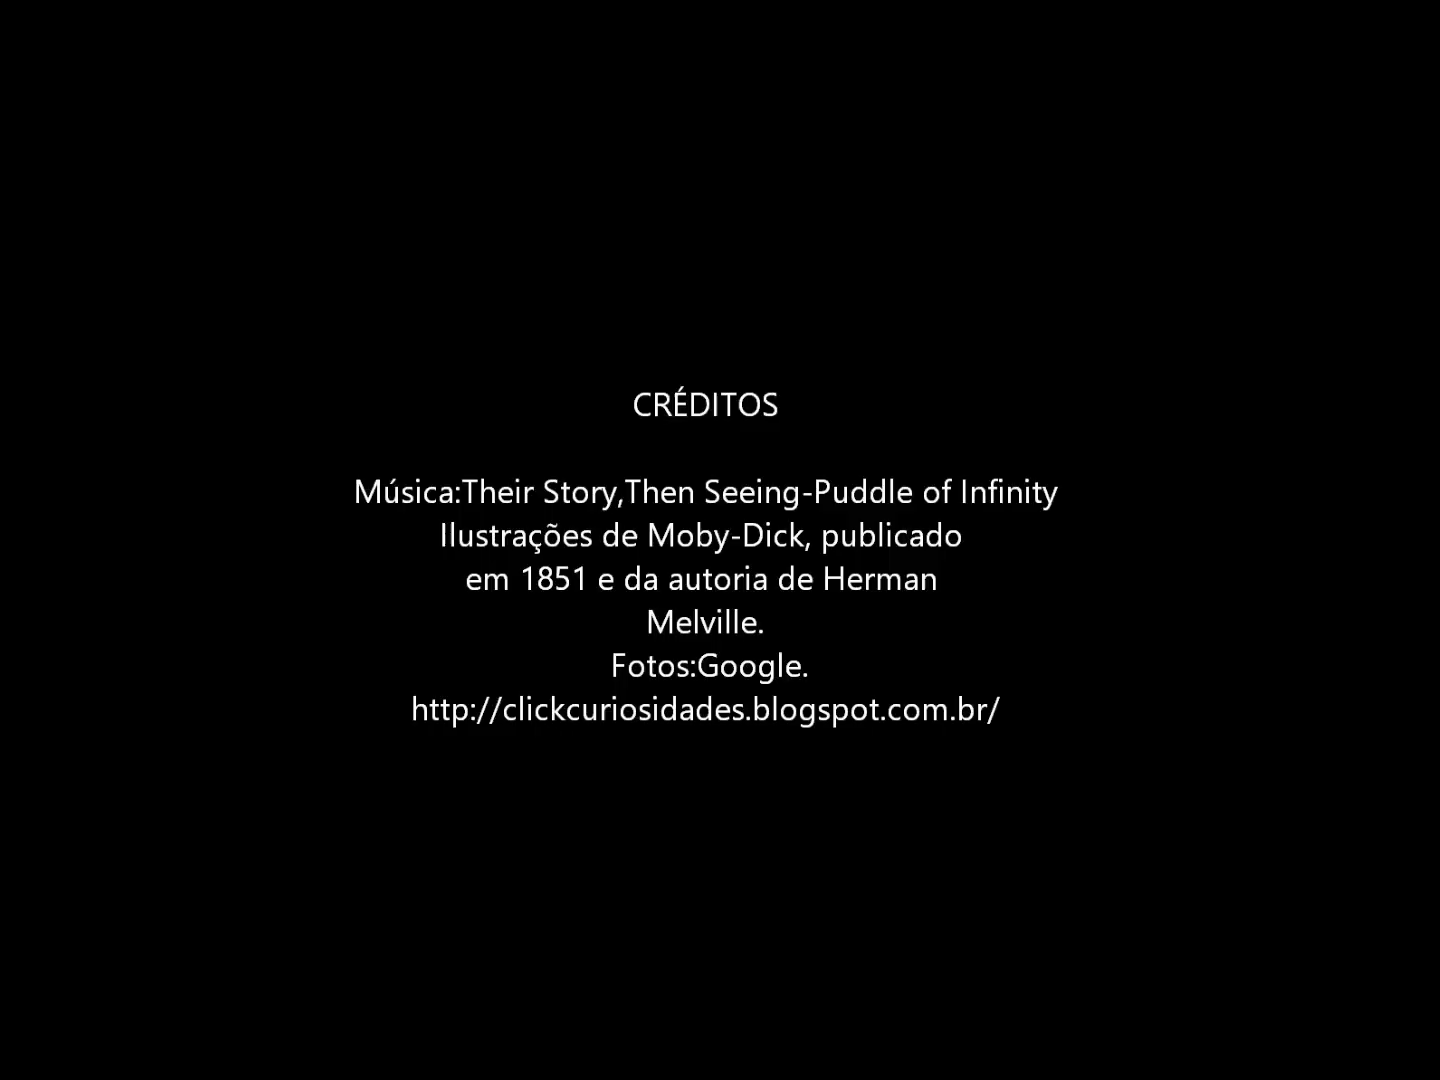 CRÉDITOS
Música:Their Story,Then Seeing-Puddle of Infinity
Ilustrações de Moby-Dick, publicado
em 1851 e da autoria de Herman
Melville.
Fotos:Google.
http://clickcuriosidades.blogspot.com.br/